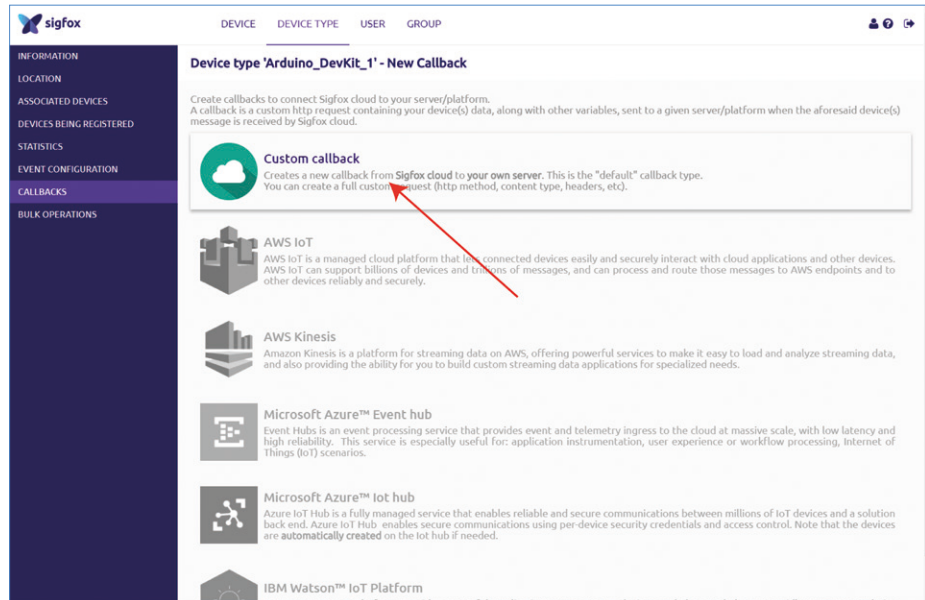 sigfox
DEVICE DEVICE TYPE USER GROUP
INFORMATION
LOCATION
ASSOCIATED DEVICES
DEVICES BEING REGISTERED
STATISTICS
EVENT CONFIGURATION
CALLBACKS
BULK OPERATIONS
Device type 'Arduino_DevKit_1' - New Callback
Create callbacks to connect Sigfox cloud to your server/platform.
A callback is a custom http request containing your device(s) data, along with other variables, sent to a given server/platform when the aforesaid device(s)
message is received by Sigfox cloud.
Custom callback
Creates a new callback from Sigfox cloud to your own server. This is the "default" callback type.
You can create a full custom request (http method, content type, headers, etc).
AWS IoT
AWS IoT is a managed cloud platform that lets connected devices easily and securely interact with cloud applications and other devices.
AWS IoT can support billions of devices and trillions of messages, and can process and route those messages to AWS endpoints and to
other devices reliably and securely.
AWS Kinesis
Amazon Kinesis is a platform for streaming data on AWS, offering powerful services to make it easy to load and analyze streaming data,
and also providing the ability for you to build custom streaming data applications for specialized needs.
Microsoft Azure™ Event hub
Event Hubs is an event processing service that provides event and telemetry ingress to the cloud at massive scale, with low latency and
high reliability. This service is especially useful for: application instrumentation, user experience or workflow processing, Internet of
Things (IoT) scenarios.
Microsoft Azure™ Iot hub
Azure IoT Hub is a fully managed service that enables reliable and secure communications between millions of IoT devices and a solution
back end. Azure IoT Hub enables secure communications using per-device security credentials and access control. Note that the devices
are automatically created on the Iot hub if needed.
IBM Watson™ IoT Platform